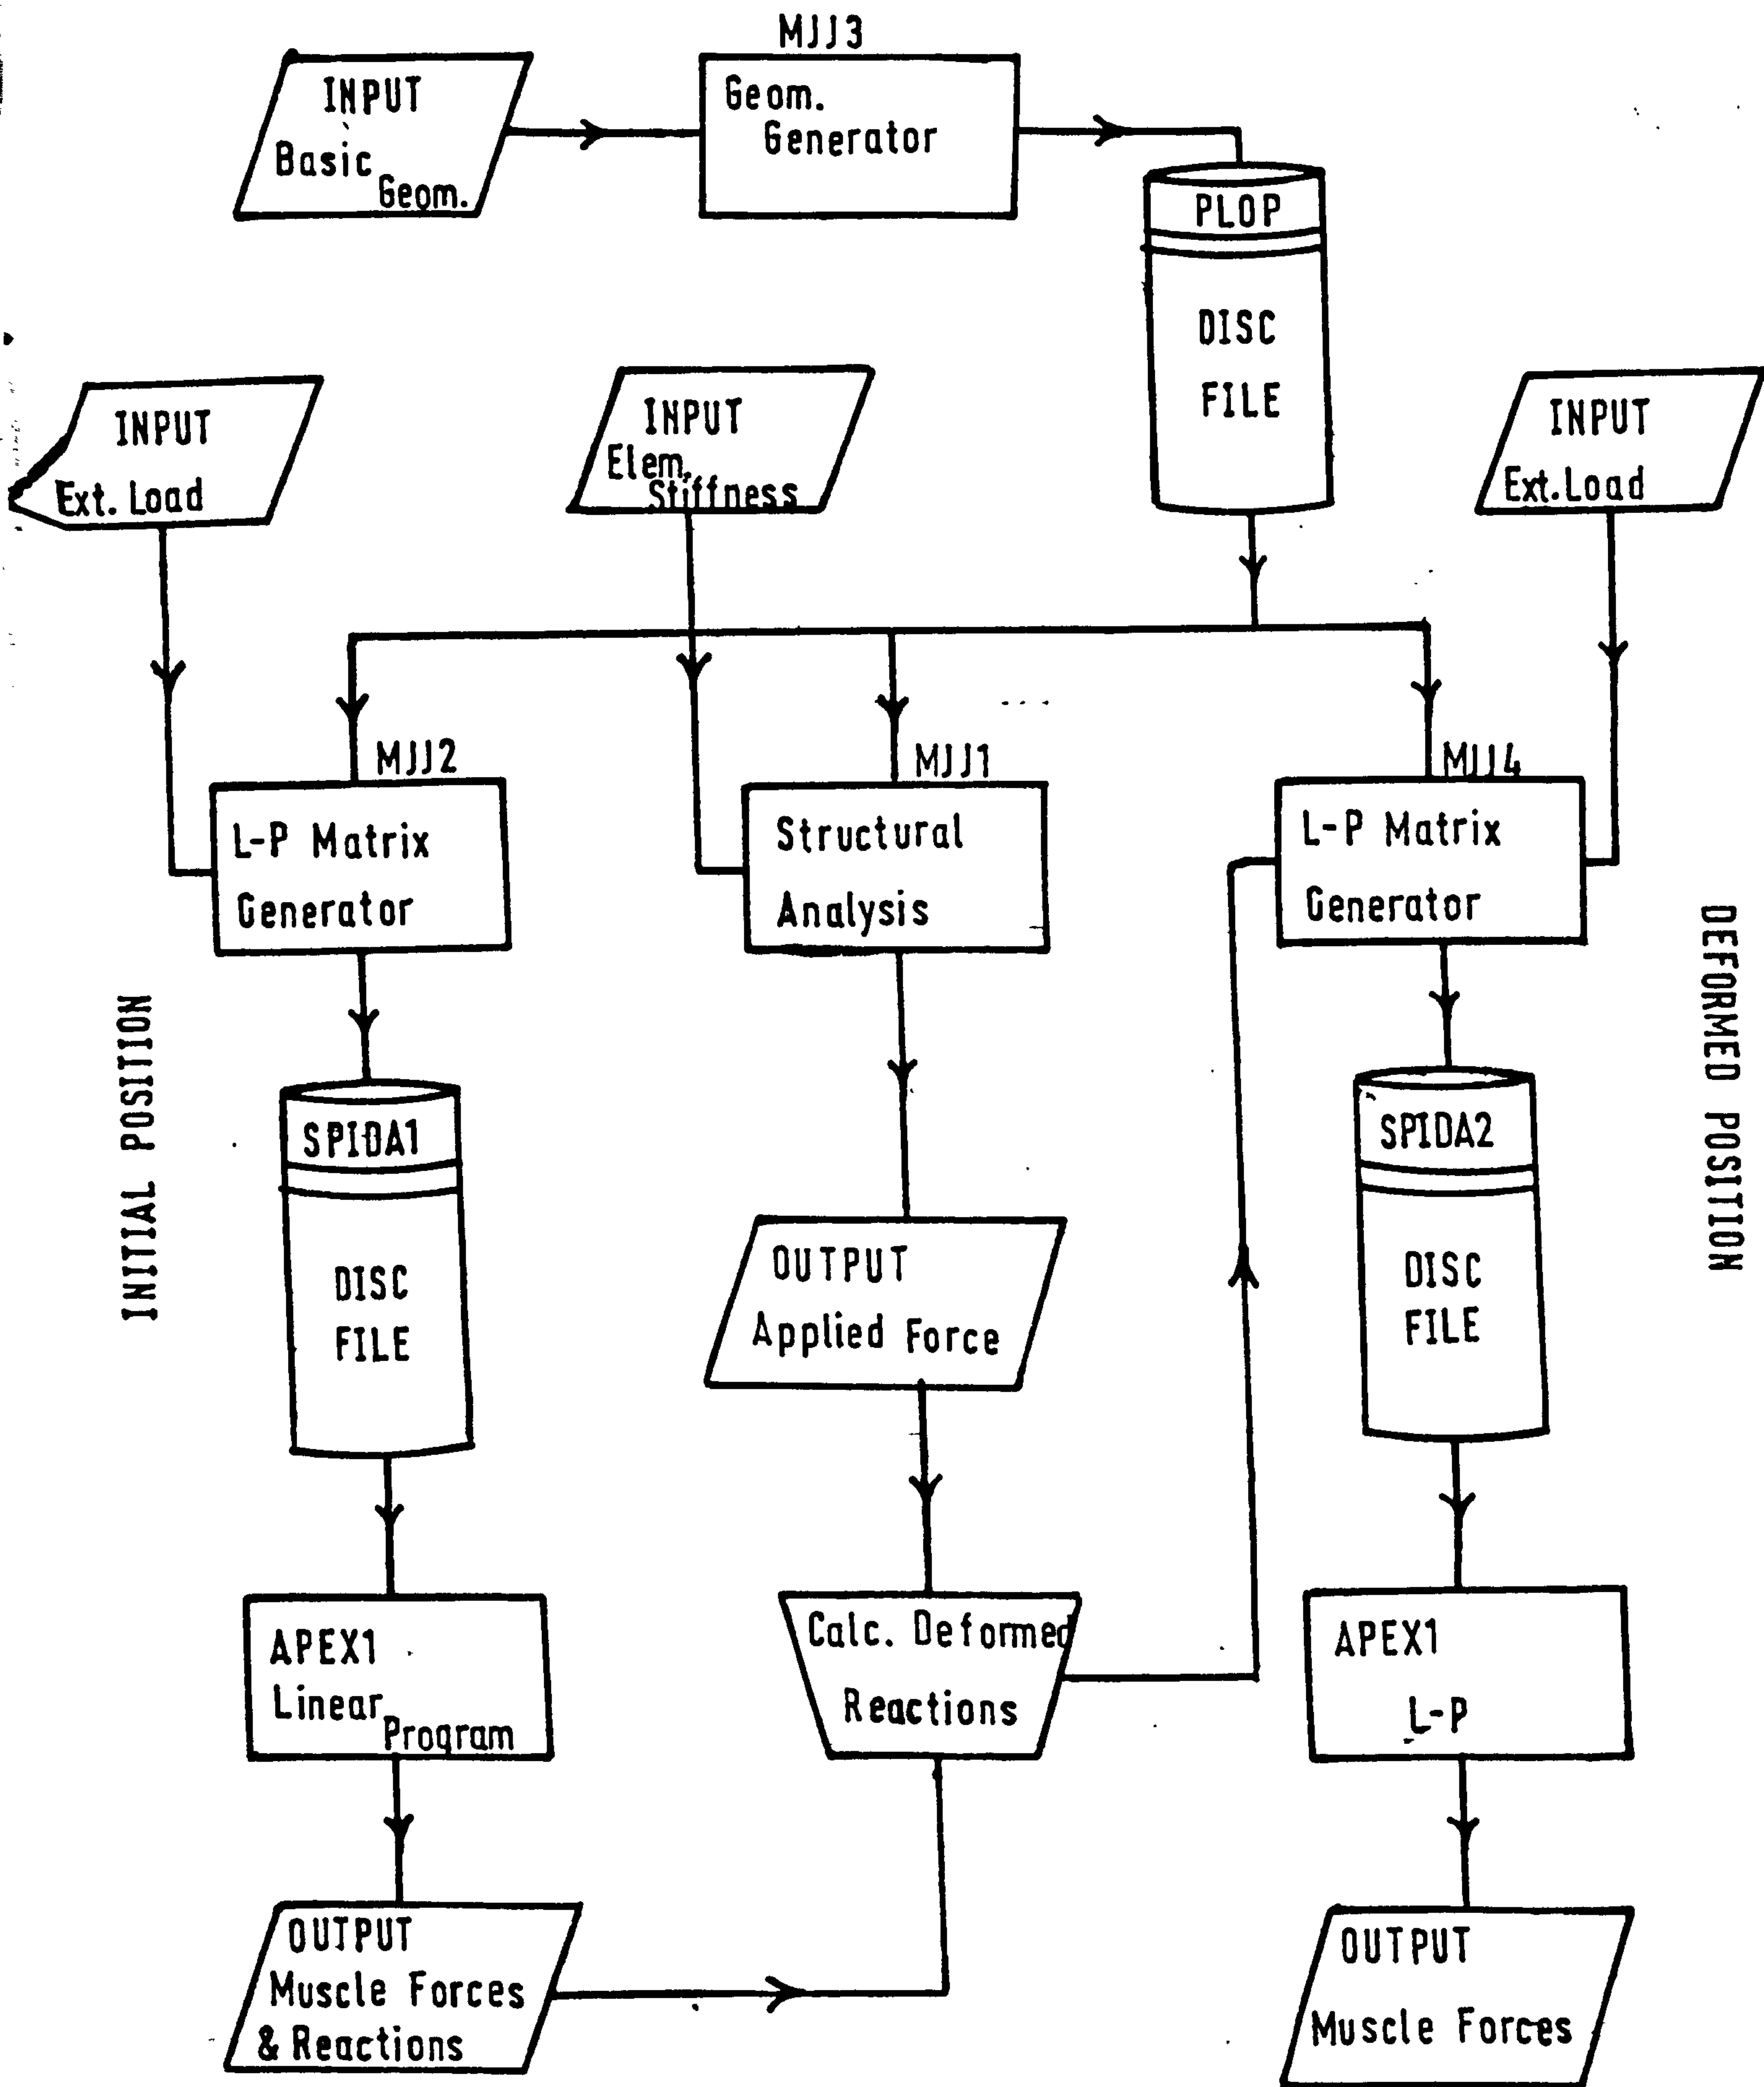 MJJ3
INPUT
Basic
Geom.
Geom.
Generator
PLOP
DISC
FILE
INPUT
Ext. Load
INPUT
Elem.
Stiffness
INPUT
Ext. Load
MJJ2
L-P Matrix
Generator
MJJ1
Structural
Analysis
MJJ4
L-P Matrix
Generator
INITIAL POSITION
DEFORMED POSITION
SPIDA1
DISC
FILE
OUTPUT
Applied Force
SPIDA2
DISC
FILE
APEX1
Linear
Program
Calc. Deformed
Reactions
APEX1
L-P
OUTPUT
Muscle Forces
& Reactions
OUTPUT
Muscle Forces